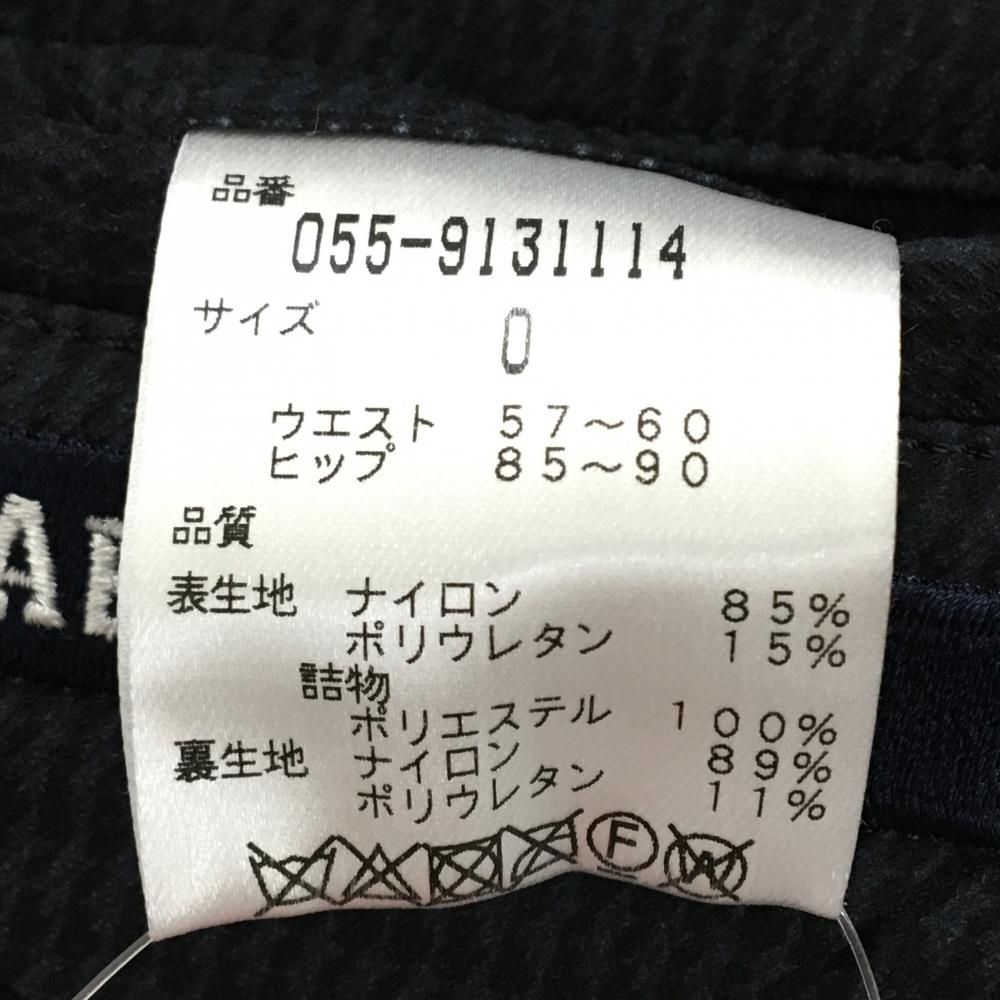 品番
055-9131114
サイズ 0
ウエスト 57～60
ヒップ 85～90
品質
表生地 ナイロン 85%
ポリウレタン 15%
詰物
ポリエステル 100%
裏生地 ナイロン 89%
ポリウレタン 11%
F W